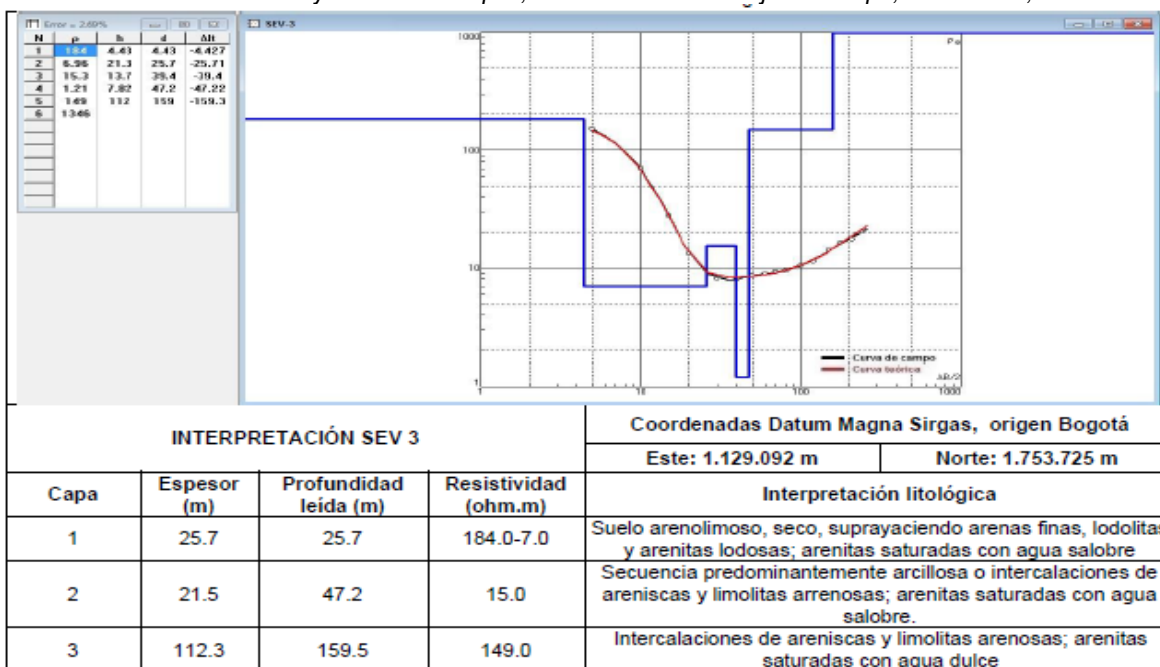 Error = 2.69%
N ρ h d Alt
1 184 4.43 4.43 -4.427
2 6.96 21.3 25.7 -25.71
3 15.3 13.7 39.4 -39.4
4 1.21 7.82 47.2 -47.22
5 149 112 159 -159.3
6 1346
SEV-3
1000
100
10
1
1 10 100 1000
Curva de campo
Curva teórica
AB/2
INTERPRETACIÓN SEV 3
Coordenadas Datum Magna Sirgas, origen Bogotá
Este: 1.129.092 m Norte: 1.753.725 m
Capa Espesor (m) Profundidad leída (m) Resistividad (ohm.m) Interpretación litológica
1 25.7 25.7 184.0-7.0 Suelo arenolimoso, seco, suprayaciendo arenas finas, lodolitas
y arenitas lodosas; arenitas saturadas con agua salobre
2 21.5 47.2 15.0 Secuencia predominantemente arcillosa o intercalaciones de
areniscas y limolitas arrenosas; arenitas saturadas con agua
salobre.
3 112.3 159.5 149.0 Intercalaciones de areniscas y limolitas arenosas; arenitas
saturadas con agua dulce